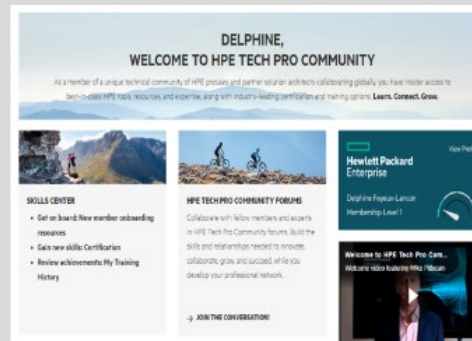 DELPHINE,
WELCOME TO HPE TECH PRO COMMUNITY
As a member of a unique technical community of HPE presales and partner solution architects collaborating globally, you have insider access to
best-in-class HPE tools, resources, and expertise, along with industry-leading certification and training options. Learn. Connect. Grow.
SKILLS CENTER
• Get on board: New member onboarding
resources
• Gain new skills: Certification
• Review achievements: My Training
History
HPE TECH PRO COMMUNITY FORUMS
Collaborate with fellow members and experts
in HPE Tech Pro Community forums. Build the
skills and relationships needed to innovate,
collaborate, grow, and succeed, while you
develop your professional network.
→ JOIN THE CONVERSATION!
View
Hewlett Packard
Enterprise
Delphine
Membership Level 1
Welcome to HPE Tech Pro Com...
Welcome video featuring Mike